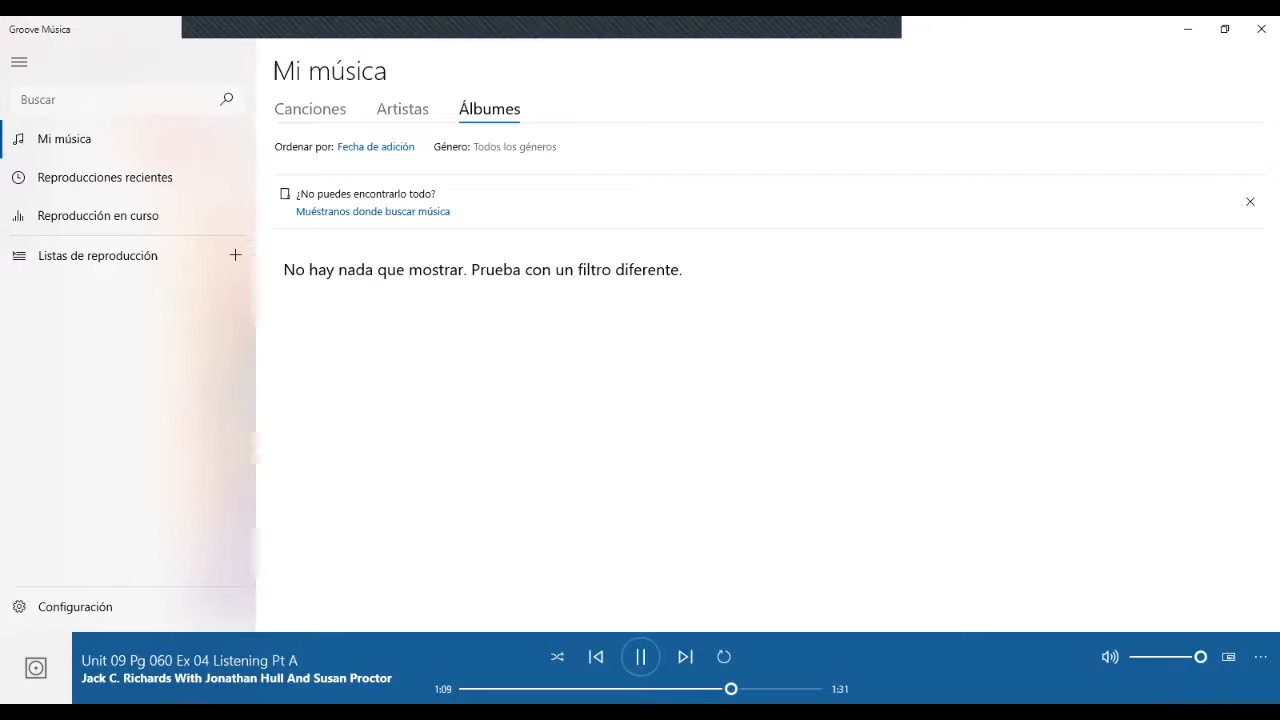 Groove Música
Buscar
Mi música
Reproducciones recientes
Reproducción en curso
Listas de reproducción
Configuración
Mi música
Canciones Artistas Álbumes
Ordenar por: Fecha de adición Género: Todos los géneros
¿No puedes encontrarlo todo?
Muéstranos donde buscar música
No hay nada que mostrar. Prueba con un filtro diferente.
Unit 09 Pg 060 Ex 04 Listening Pt A
Jack C. Richards With Jonathan Hull And Susan Proctor
1:09 1:31